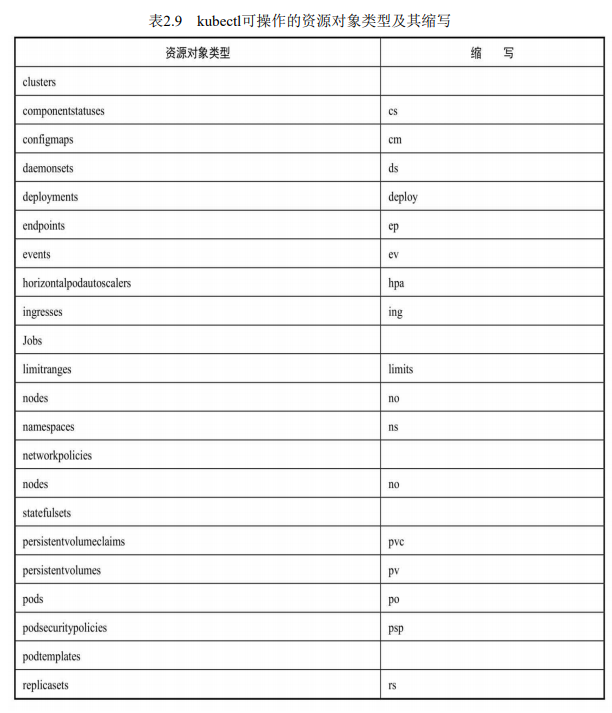 表2.9 kubectl可操作的资源对象类型及其缩写
资源对象类型 缩 写
clusters
componentstatuses cs
configmaps cm
daemonsets ds
deployments deploy
endpoints ep
events ev
horizontalpodautoscalers hpa
ingresses ing
Jobs
limitranges limits
nodes no
namespaces ns
networkpolicies
nodes no
statefulsets
persistentvolumeclaims pvc
persistentvolumes pv
pods po
podsecuritypolicies psp
podtemplates
replicasets rs